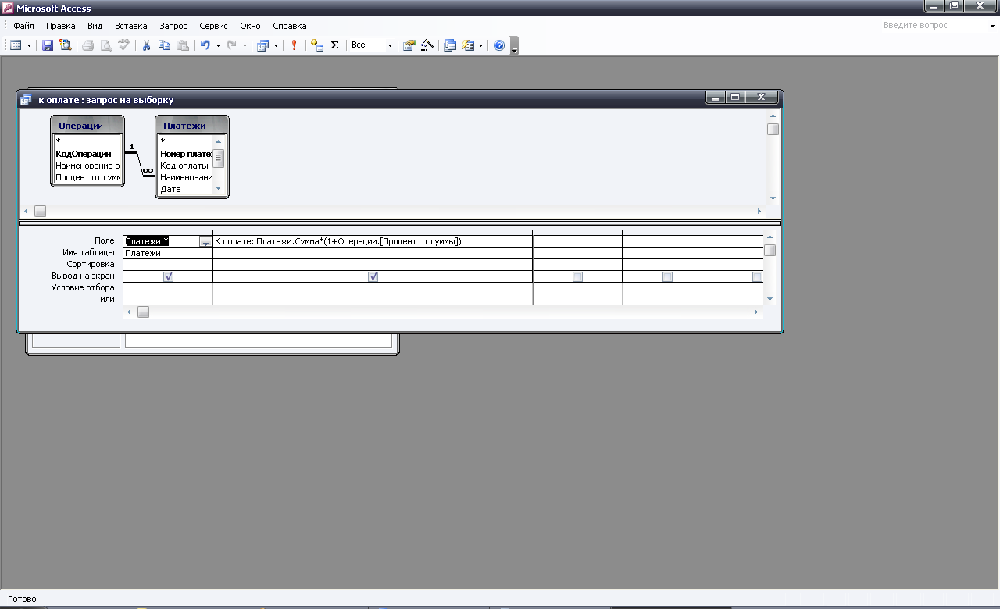 Microsoft Access
Файл Правка Вид Вставка Запрос Сервис Окно Справка
Введите вопрос
ABC
Все
к оплате : запрос на выборку
Операции
*
КодОперации
Наименование о
Процент от сумм
1
∞
Платежи
*
Номер плате
Код оплаты
Наименовани
Дата
Поле: Платежи.* К оплате: Платежи.Сумма*(1+Операции.[Процент от суммы])
Имя таблицы: Платежи
Сортировка:
Вывод на экран:
Условие отбора:
или:
Готово